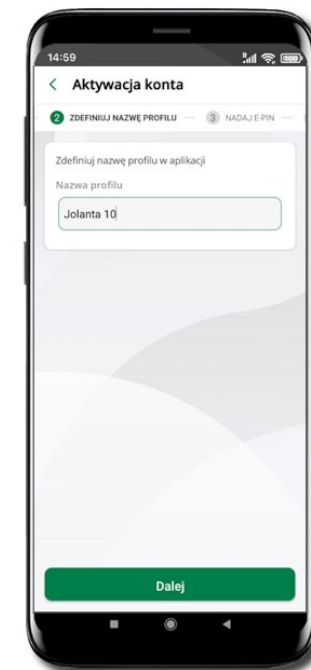 14:59
Aktywacja konta
2 ZDEFINIUJ NAZWĘ PROFILU 3 NADAJ E-PIN
Zdefiniuj nazwę profilu w aplikacji
Nazwa profilu
Jolanta 10
Dalej